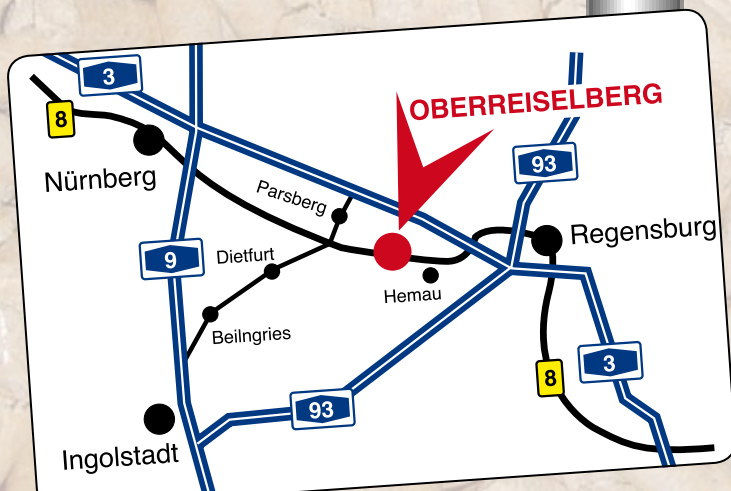 3
OBERREISELBERG
8
93
Nürnberg
Parsberg
Regensburg
9
Dietfurt
Hemau
Beilngries
3
8
93
Ingolstadt